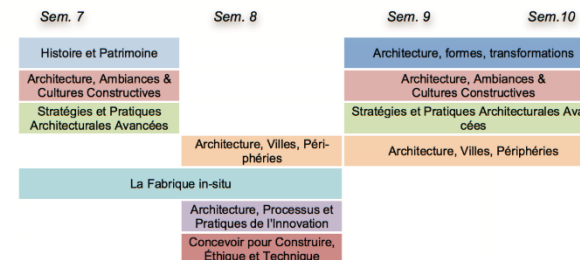 Sem. 7 Sem. 8 Sem. 9 Sem.10
Histoire et Patrimoine
Architecture, formes, transformations
Architecture, Ambiances &
Cultures Constructives
Architecture, Ambiances &
Cultures Constructives
Stratégies et Pratiques
Architecturales Avancées
Stratégies et Pratiques Architecturales Avan
cées
Architecture, Villes, Péri-
phéries
Architecture, Villes, Périphéries
La Fabrique in-situ
Architecture, Processus et
Pratiques de l'Innovation
Concevoir pour Construire,
Éthique et Technique